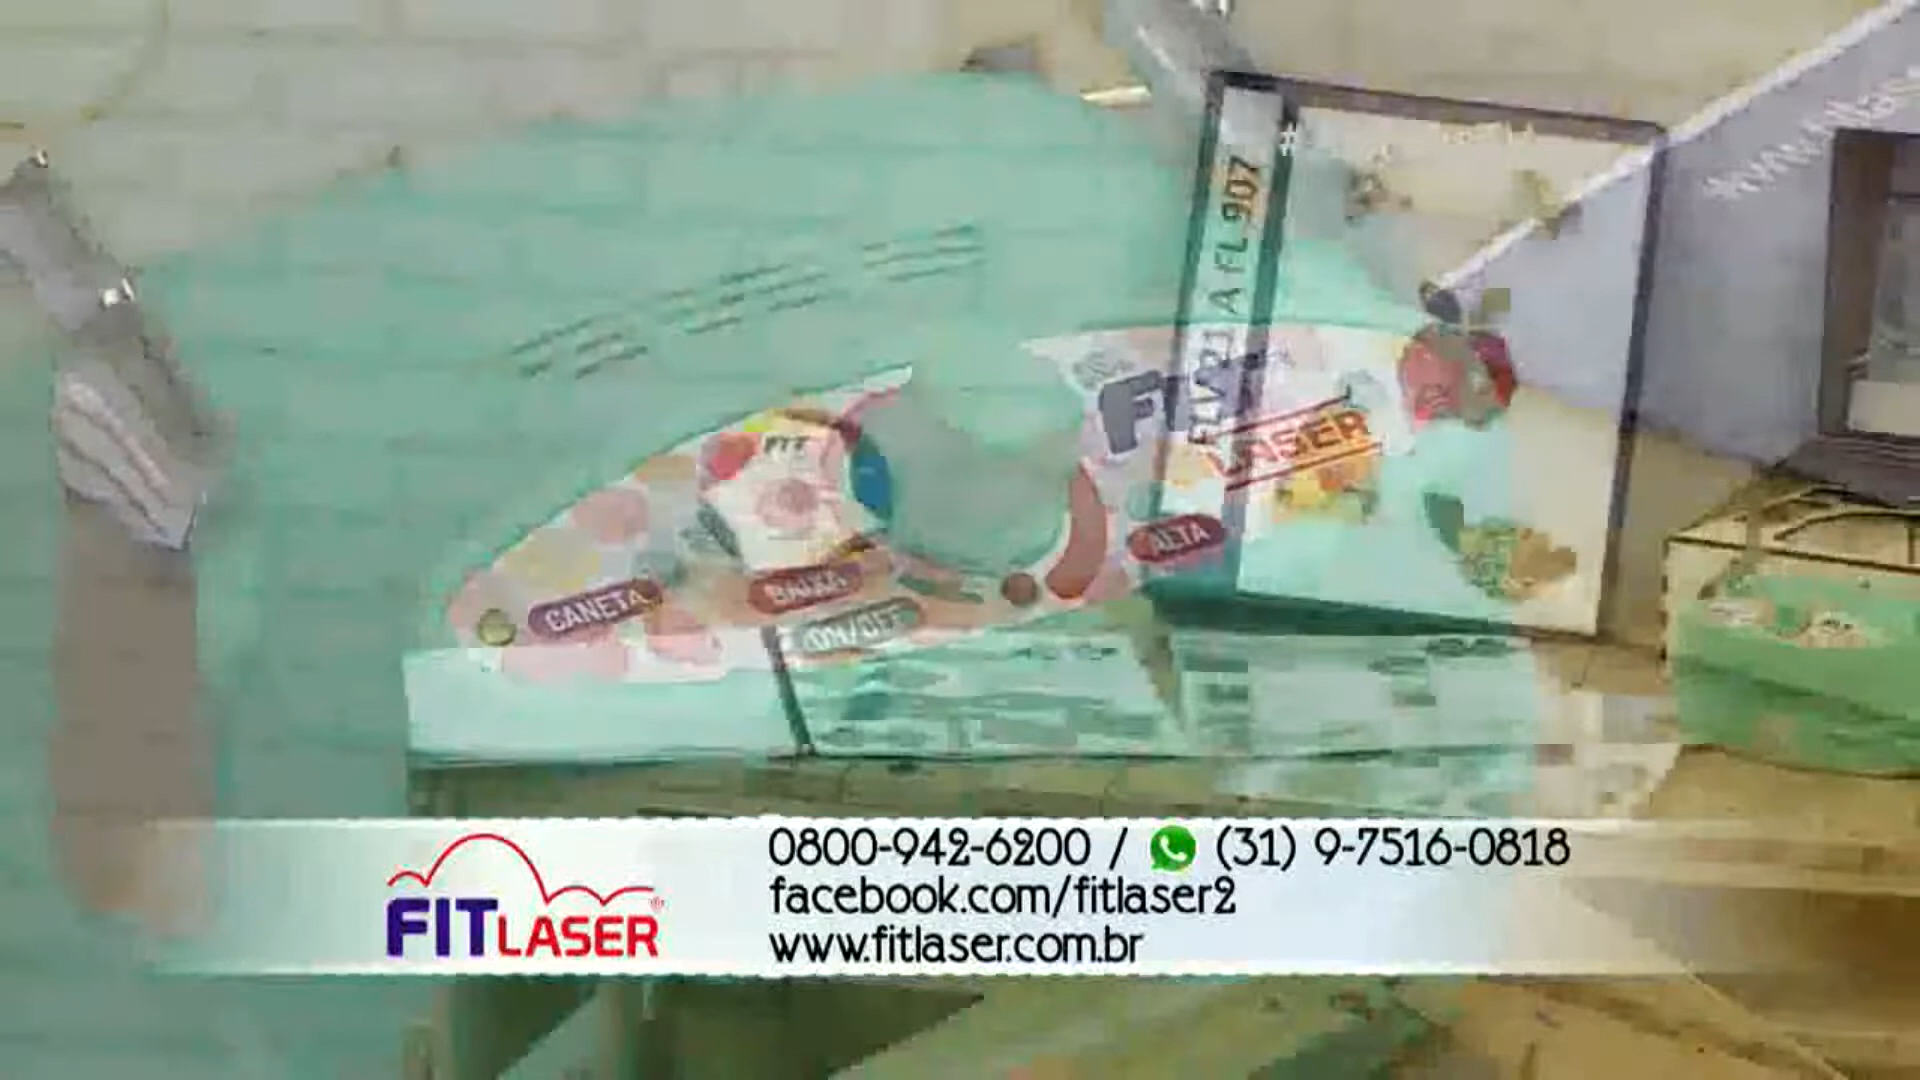 A FL 907
FIT
LASER
FIT
ALTA
BAIXA
CANETA
ON/OFF
0800-942-6200 / (31) 9-7516-0818
FITLASER®
facebook.com/fitlaser2
www.fitlaser.com.br